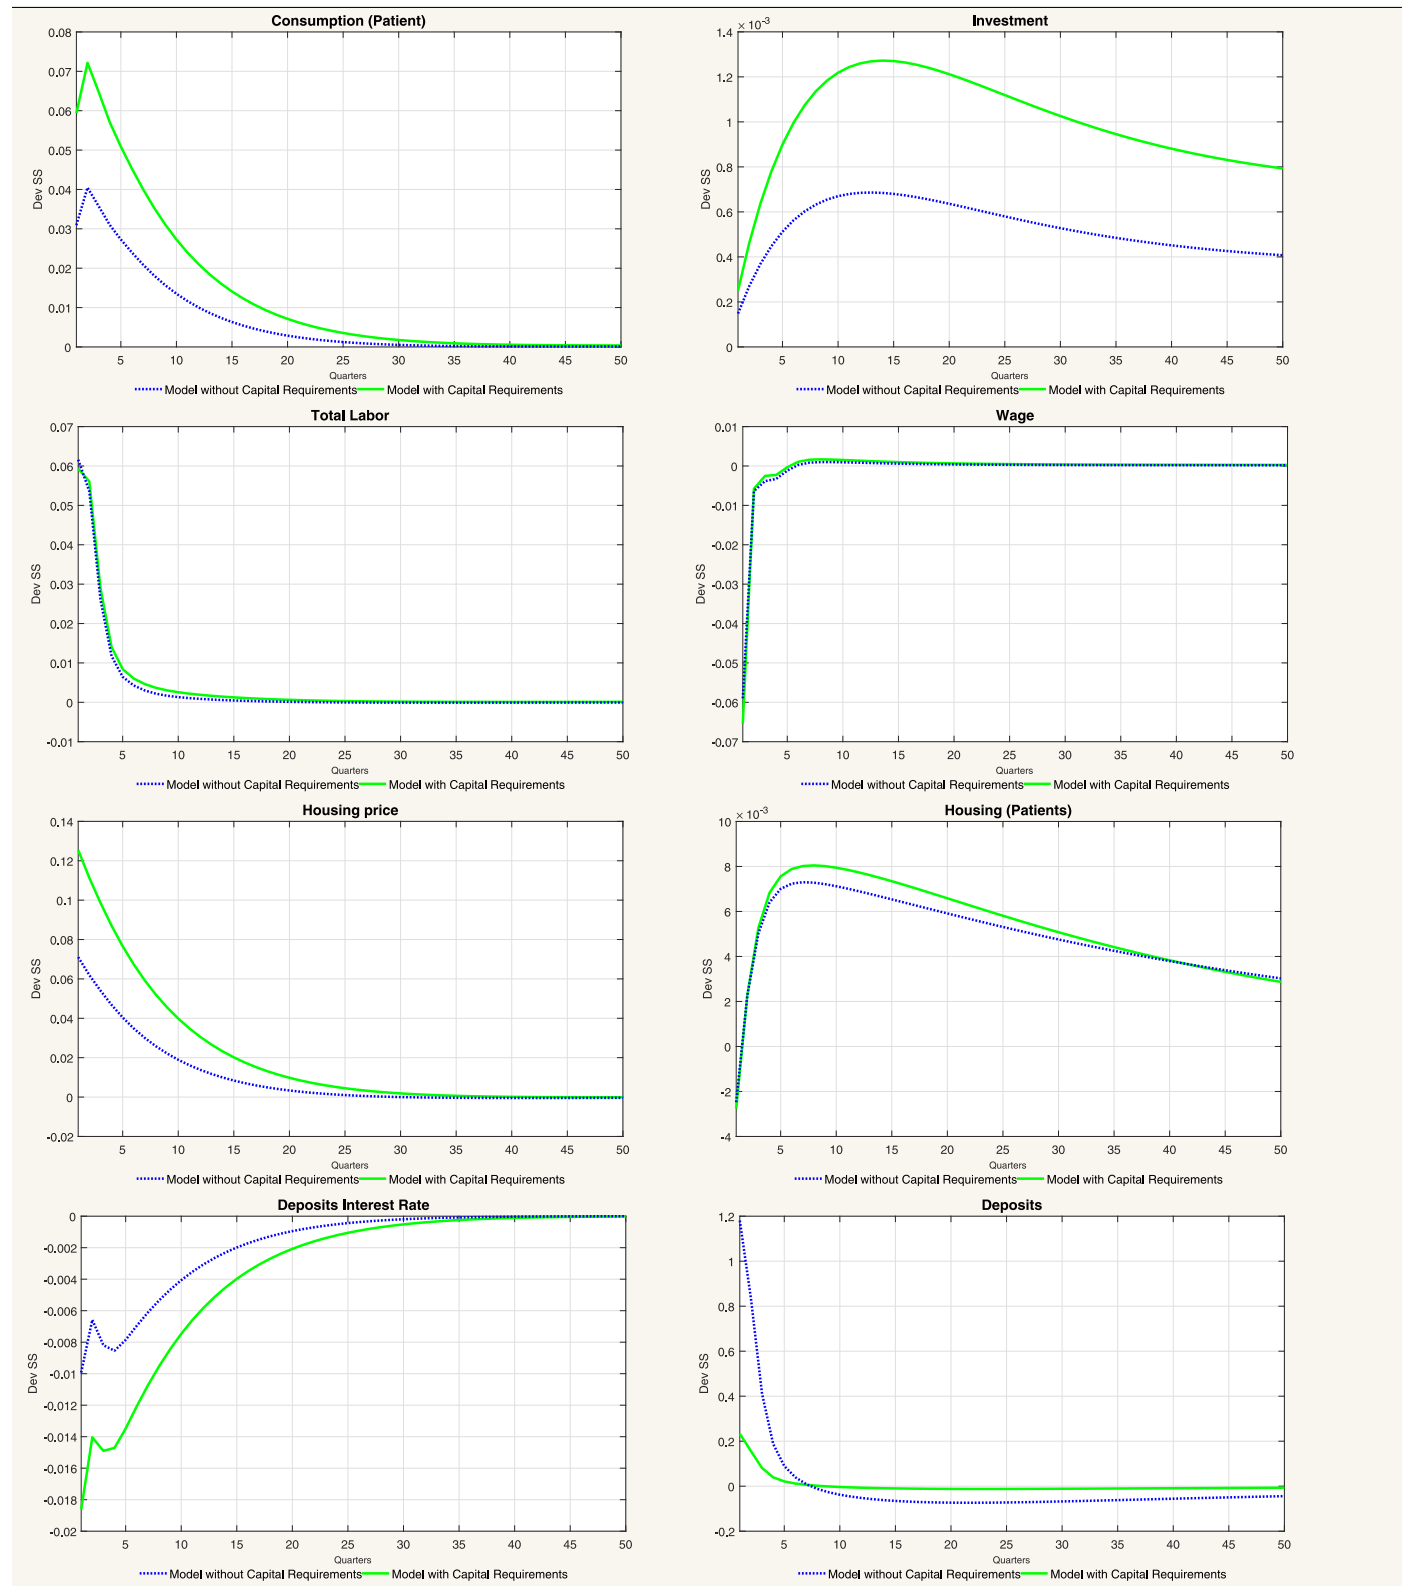 Consumption (Patient)
0.08
0.07
0.06
0.05
0.04
0.03
0.02
0.01
0
Dev SS
5 10 15 20 25 30 35 40 45 50
Quarters
Model without Capital Requirements Model with Capital Requirements
Investment
× 10-3
1.4
1.2
1
0.8
0.6
0.4
0.2
0
Dev SS
5 10 15 20 25 30 35 40 45 50
Quarters
Model without Capital Requirements Model with Capital Requirements
Total Labor
0.07
0.06
0.05
0.04
0.03
0.02
0.01
0
-0.01
Dev SS
5 10 15 20 25 30 35 40 45 50
Quarters
Model without Capital Requirements Model with Capital Requirements
Wage
0.01
0
-0.01
-0.02
-0.03
-0.04
-0.05
-0.06
-0.07
Dev SS
5 10 15 20 25 30 35 40 45 50
Quarters
Model without Capital Requirements Model with Capital Requirements
Housing price
0.14
0.12
0.1
0.08
0.06
0.04
0.02
0
-0.02
Dev SS
5 10 15 20 25 30 35 40 45 50
Quarters
Model without Capital Requirements Model with Capital Requirements
Housing (Patients)
× 10-3
10
8
6
4
2
0
-2
-4
Dev SS
5 10 15 20 25 30 35 40 45 50
Quarters
Model without Capital Requirements Model with Capital Requirements
Deposits Interest Rate
0
-0.002
-0.004
-0.006
-0.008
-0.01
-0.012
-0.014
-0.016
-0.018
-0.02
Dev SS
5 10 15 20 25 30 35 40 45 50
Quarters
Model without Capital Requirements Model with Capital Requirements
Deposits
1.2
1
0.8
0.6
0.4
0.2
0
-0.2
Dev SS
5 10 15 20 25 30 35 40 45 50
Quarters
Model without Capital Requirements Model with Capital Requirements